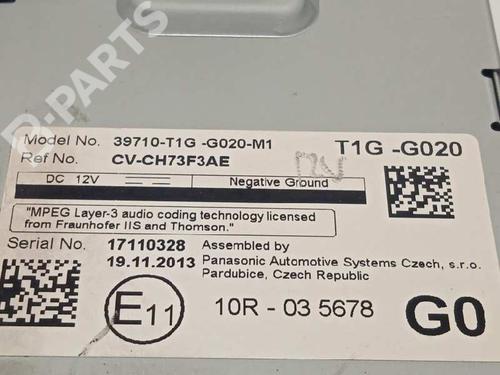 B-PARTS
Model No. 39710-T1G -G020-M1 T1G -G020
Ref No. CV-CH73F3AE
DC 12V Negative Ground
"MPEG Layer-3 audio coding technology licensed
from Fraunhofer IIS and Thomson."
Serial No. 17110328 Assembled by
19.11.2013 Panasonic Automotive Systems Czech, s.r.o.
Pardubice, Czech Republic
E11 10R - 03 5678 G0